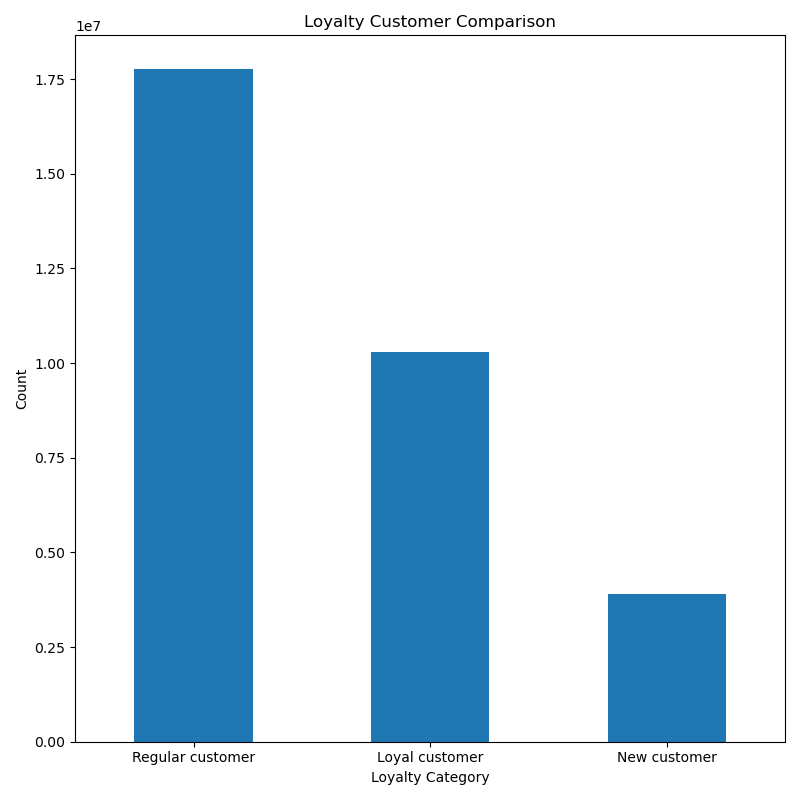 Loyalty Customer Comparison
1e7
1.75
1.50
1.25
1.00
0.75
0.50
0.25
0.00
Count
Regular customer
Loyal customer
New customer
Loyalty Category